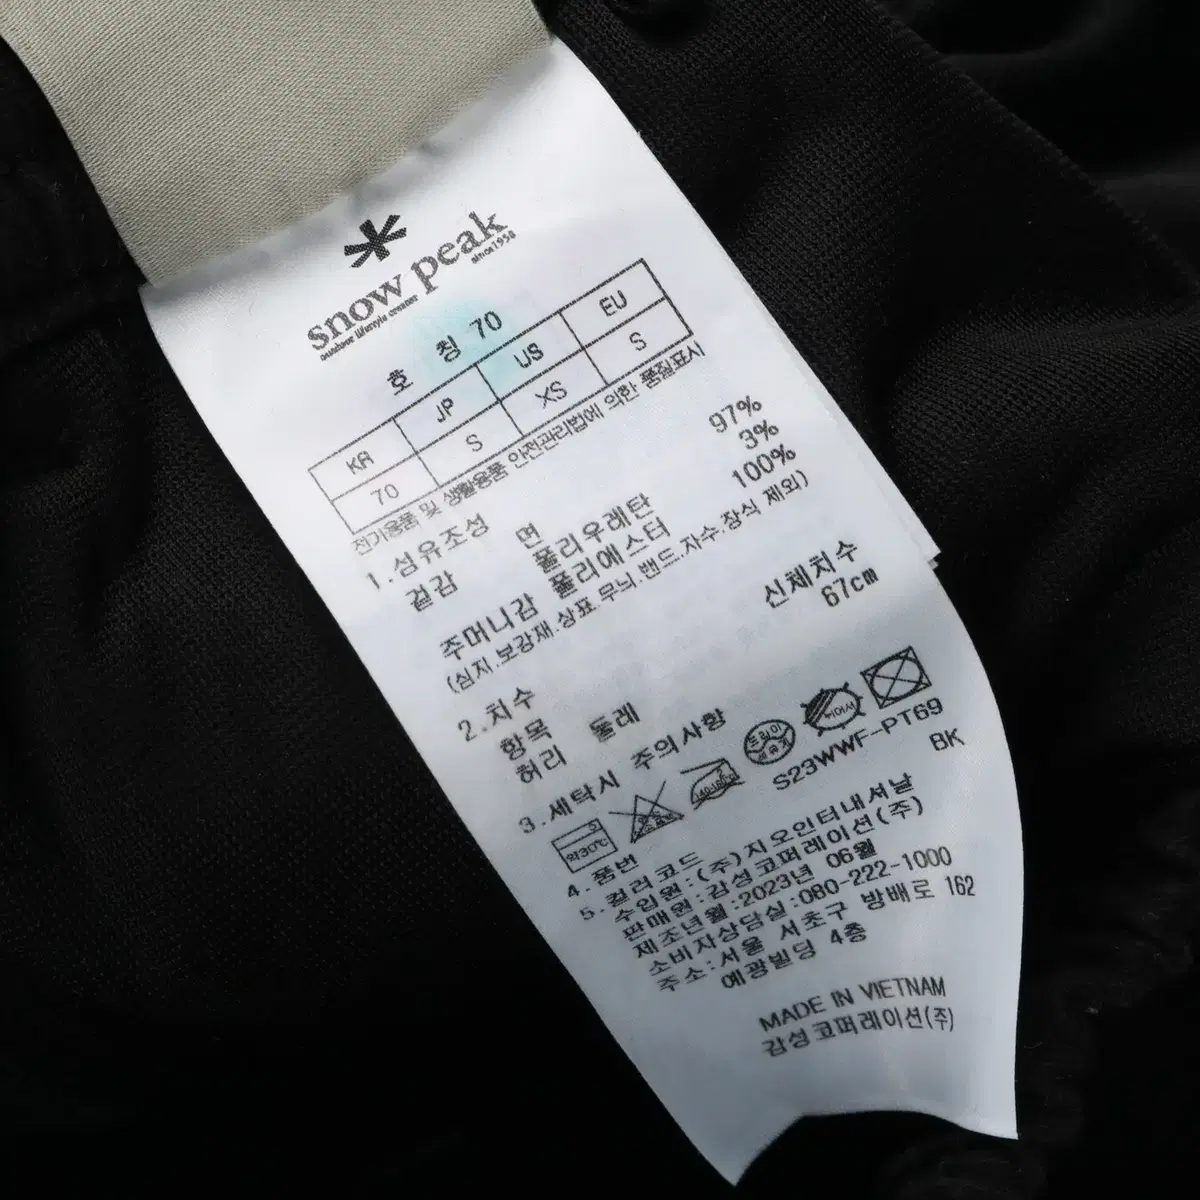 snow peak
outdoor lifestyle creator since 1958
호 칭 70
KR JP US EU
70 S XS S
전기용품 및 생활용품 안전관리법에 의한 품질표시
1.섬유조성
겉감 면 97%
폴리우레탄 3%
주머니감 폴리에스터 100%
(심지.보강재.상표.무늬.밴드.자수.장식 제외)
2.치수
항목 신체치수
허리 둘레 67cm
3.세탁시 주의사항
약30℃
140-160℃
드라이
4.품번 S23WWF-PT69
5.컬러코드 BK
수입원:(주)지오인터내셔날
판매원:감성코퍼레이션(주)
제조년월:2023년 06월
소비자상담실:080-222-1000
주소:서울 서초구 방배로 162
예광빌딩 4층
MADE IN VIETNAM
감성코퍼레이션(주)